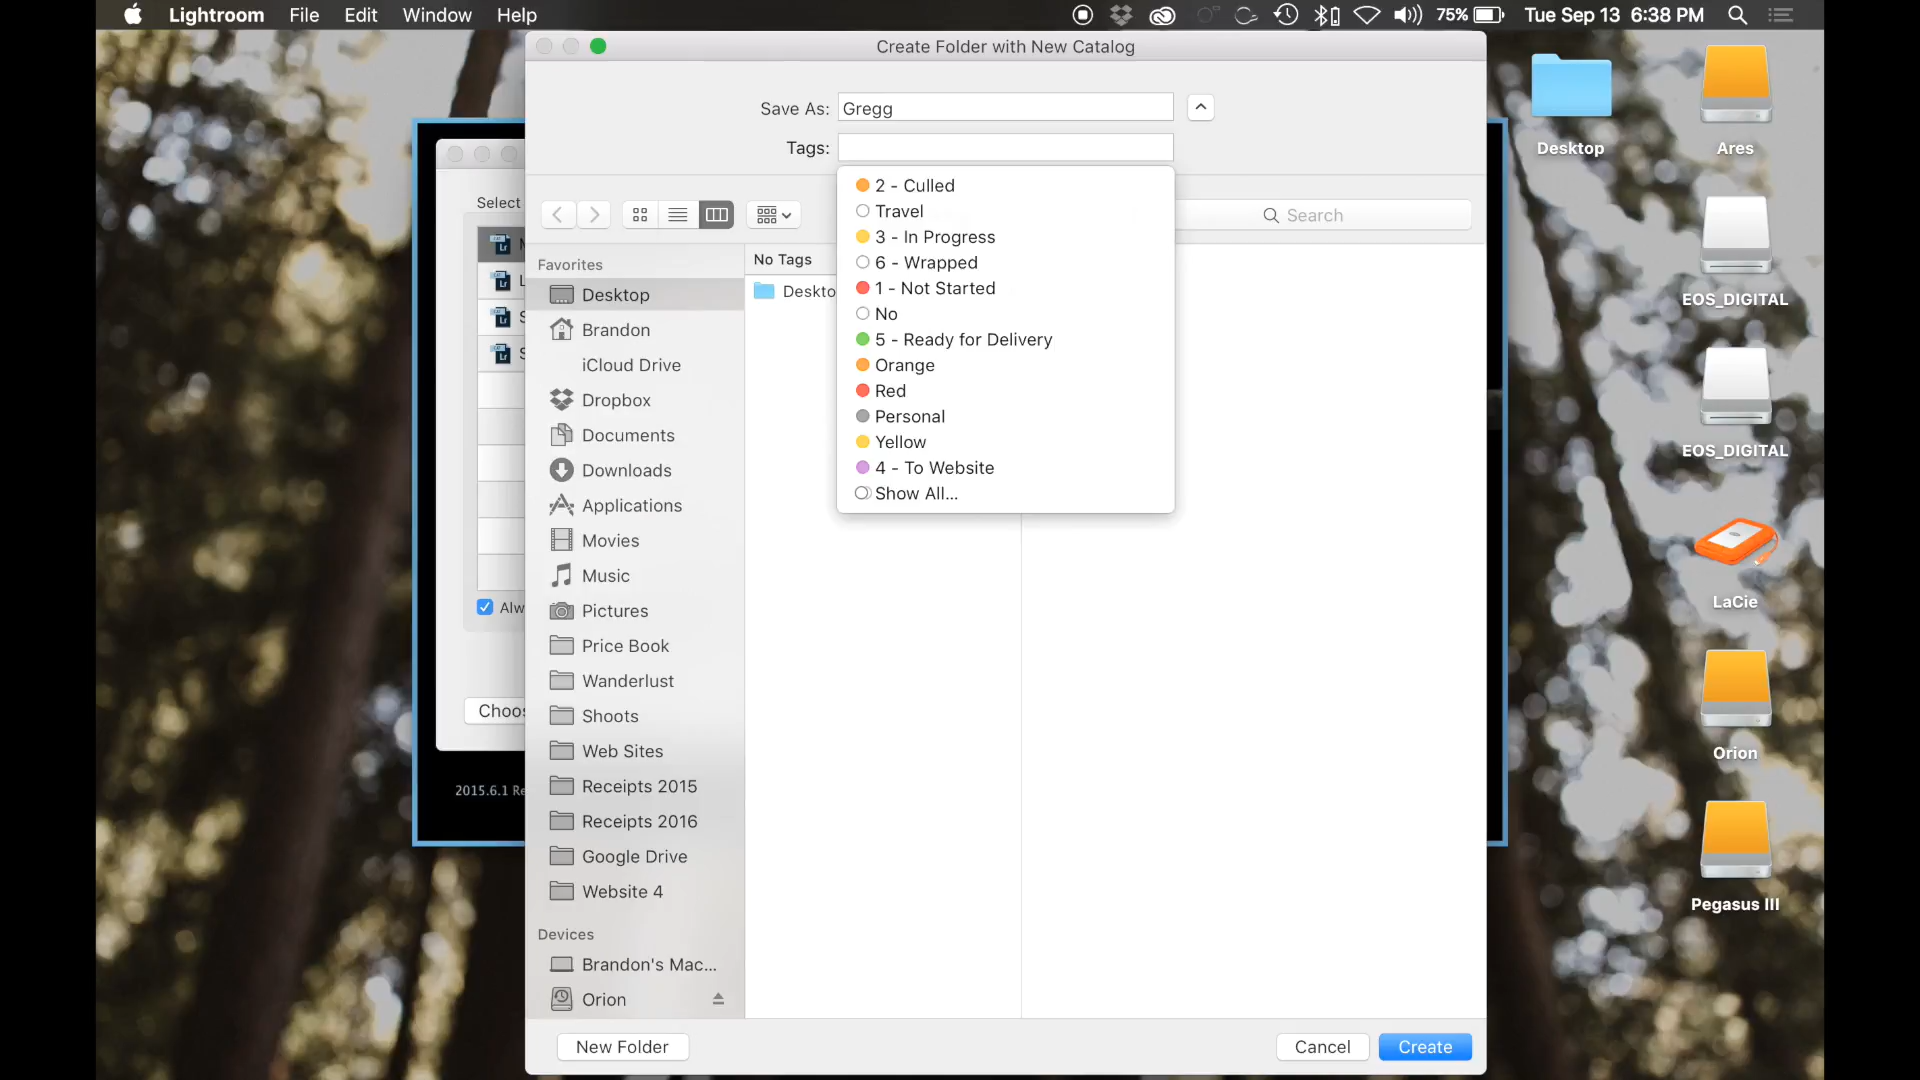 Lightroom File Edit Window Help 75% Tue Sep 13 6:38 PM
Create Folder with New Catalog
Save As: Gregg
Tags:
2 - Culled
Travel
3 - In Progress
6 - Wrapped
1 - Not Started
No
5 - Ready for Delivery
Orange
Red
Personal
Yellow
4 - To Website
Show All...
Search
Select
Lr
Lr
Lr
Lr
Alw
Choos
2015.6.1 Re
Favorites
Desktop
Brandon
iCloud Drive
Dropbox
Documents
Downloads
Applications
Movies
Music
Pictures
Price Book
Wanderlust
Shoots
Web Sites
Receipts 2015
Receipts 2016
Google Drive
Website 4
Devices
Brandon's Mac...
Orion
No Tags
Deskto
New Folder
Cancel
Create
Desktop
Ares
EOS_DIGITAL
EOS_DIGITAL
LaCie
Orion
Pegasus III